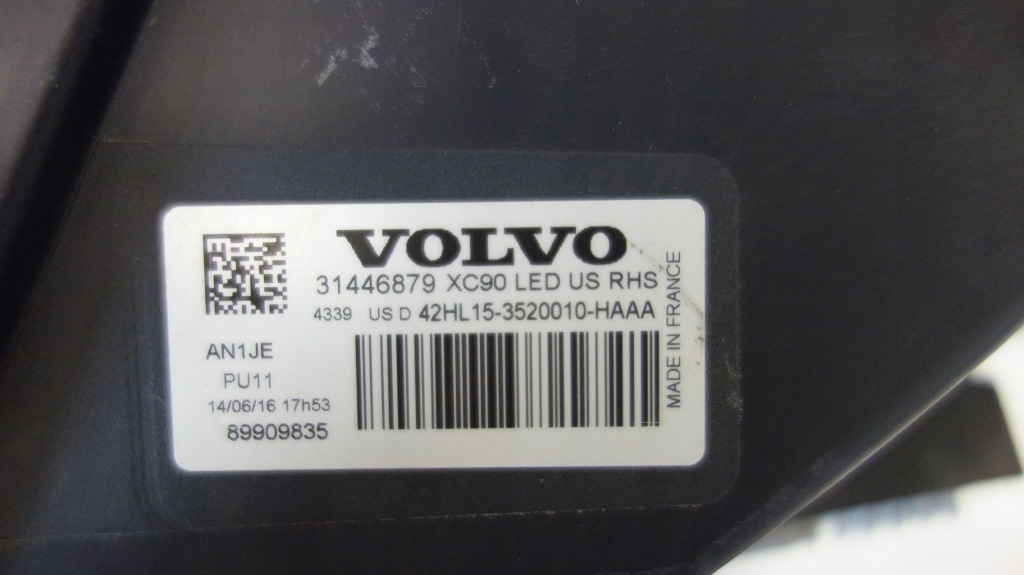 VOLVO
31446879 XC90 LED US RHS
4339 US D 42HL15-3520010-HAAA
AN1JE
PU11
14/06/16 17h53
89909835
MADE IN FRANCE